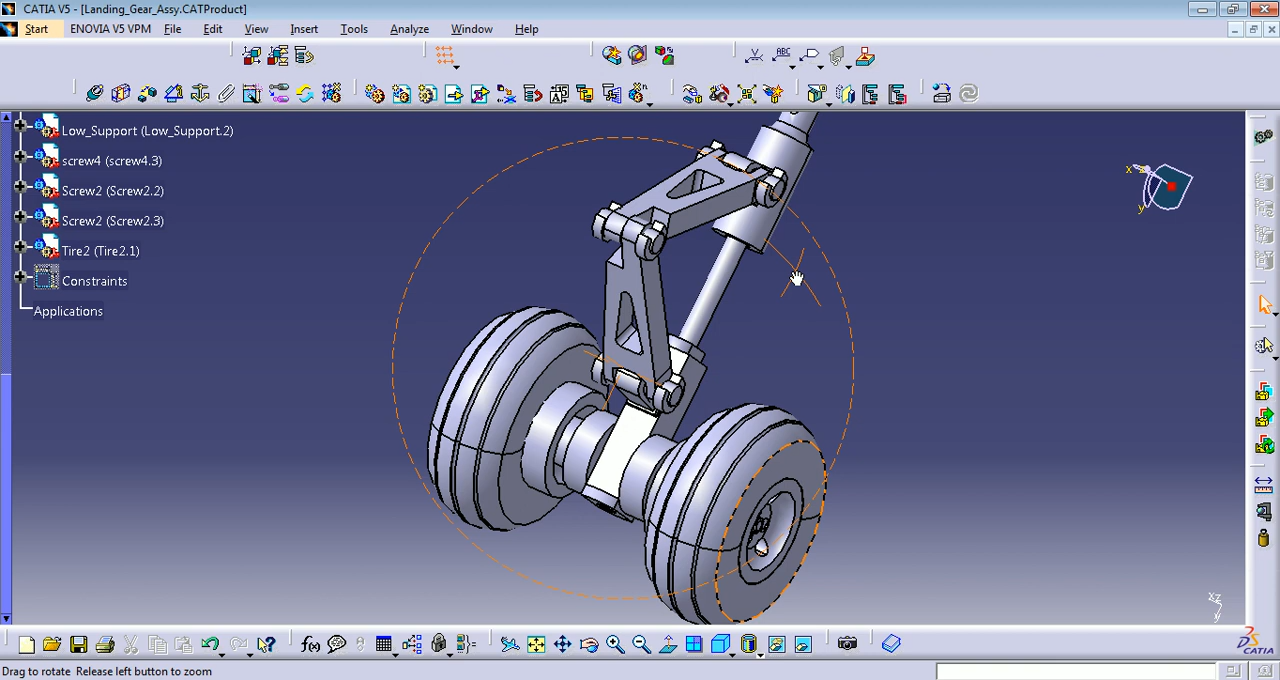 CATIA V5 - [Landing_Gear_Assy.CATProduct]
Start ENOVIA V5 VPM File Edit View Insert Tools Analyze Window Help
ABC
Low_Support (Low_Support.2)
screw4 (screw4.3)
Screw2 (Screw2.2)
Screw2 (Screw2.3)
Tire2 (Tire2.1)
Constraints
Applications
x
y
xz
y
f(x)
CATIA
Drag to rotate Release left button to zoom